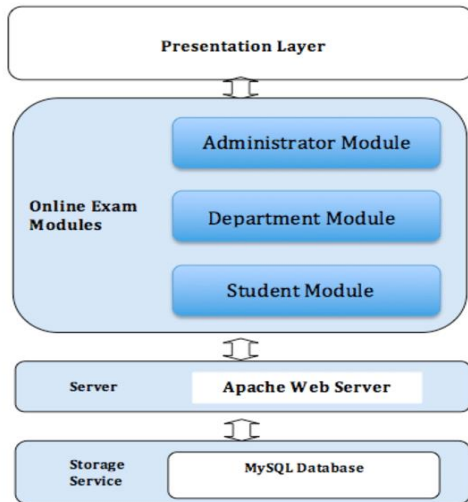 Presentation Layer
Administrator Module
Online Exam
Modules
Department Module
Student Module
Server
Apache Web Server
Storage
Service
MySQL Database